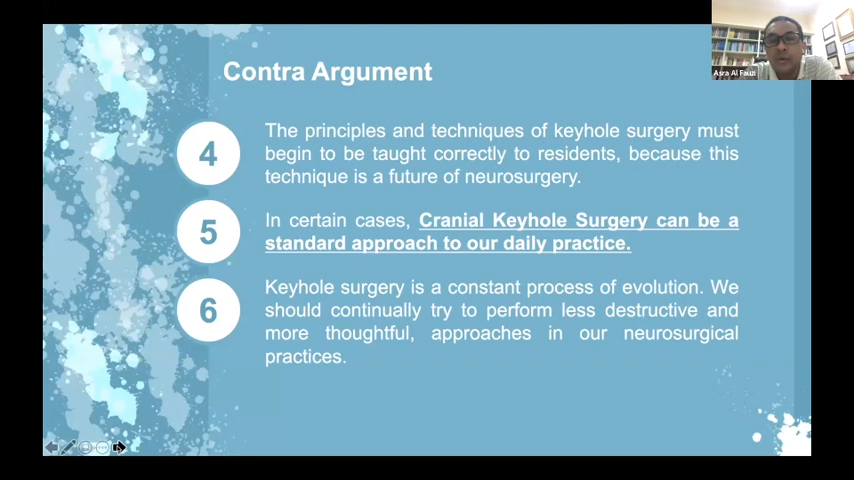 Asra Al Fauzi
Contra Argument
4
The principles and techniques of keyhole surgery must
begin to be taught correctly to residents, because this
technique is a future of neurosurgery.
5
In certain cases, Cranial Keyhole Surgery can be a
standard approach to our daily practice.
6
Keyhole surgery is a constant process of evolution. We
should continually try to perform less destructive and
more thoughtful, approaches in our neurosurgical
practices.